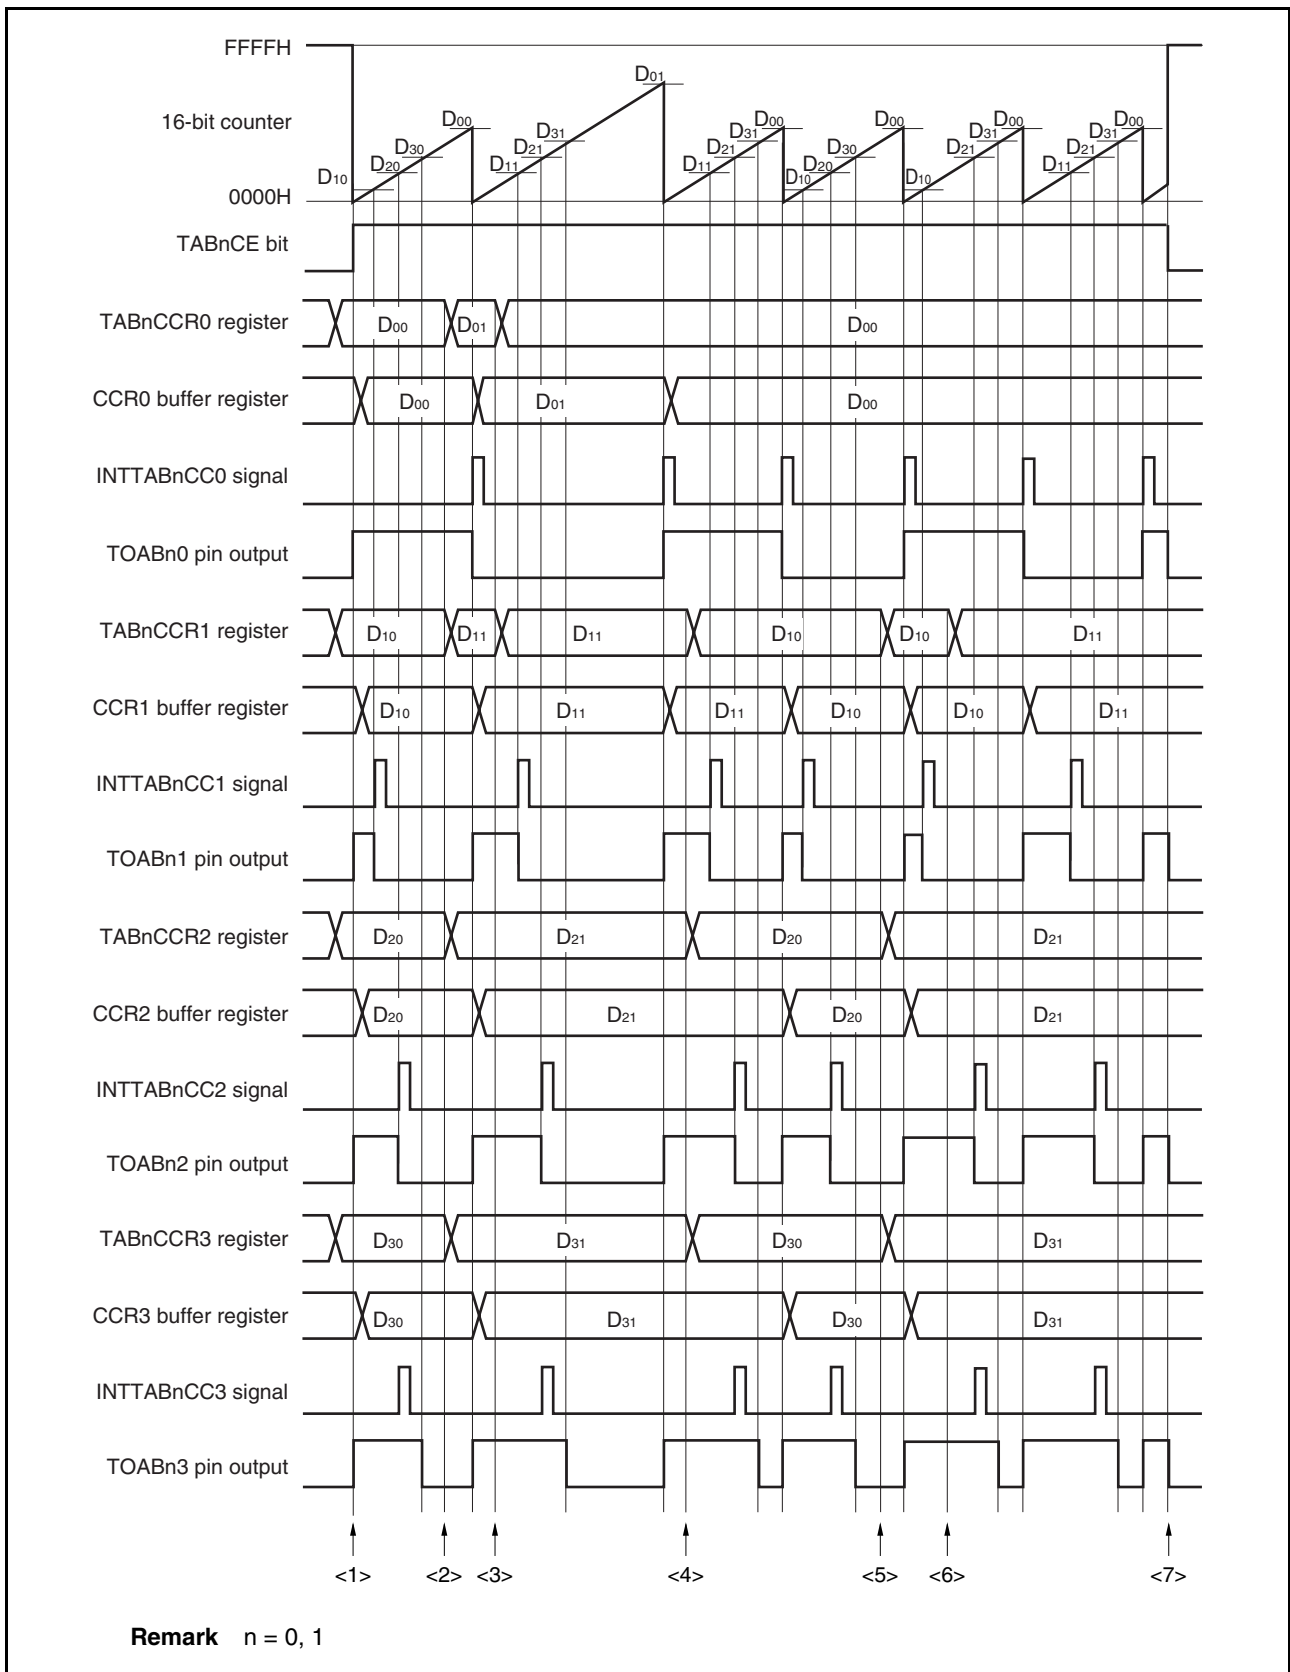 FFFFH
D01
16-bit counter
D00 D00 D00 D00 D00
D30 D31 D31 D30 D31 D31
D20 D21 D21 D20 D21 D21
D10 D11 D11 D10 D10 D11
0000H
TABnCE bit
TABnCCR0 register D00 D01 D00
CCR0 buffer register D00 D01 D00
INTTABnCC0 signal
TOABn0 pin output
TABnCCR1 register D10 D11 D11 D10 D10 D11
CCR1 buffer register D10 D11 D11 D10 D10 D11
INTTABnCC1 signal
TOABn1 pin output
TABnCCR2 register D20 D21 D20 D21
CCR2 buffer register D20 D21 D20 D21
INTTABnCC2 signal
TOABn2 pin output
TABnCCR3 register D30 D31 D30 D31
CCR3 buffer register D30 D31 D30 D31
INTTABnCC3 signal
TOABn3 pin output
<1> <2> <3> <4> <5> <6> <7>
Remark n = 0, 1